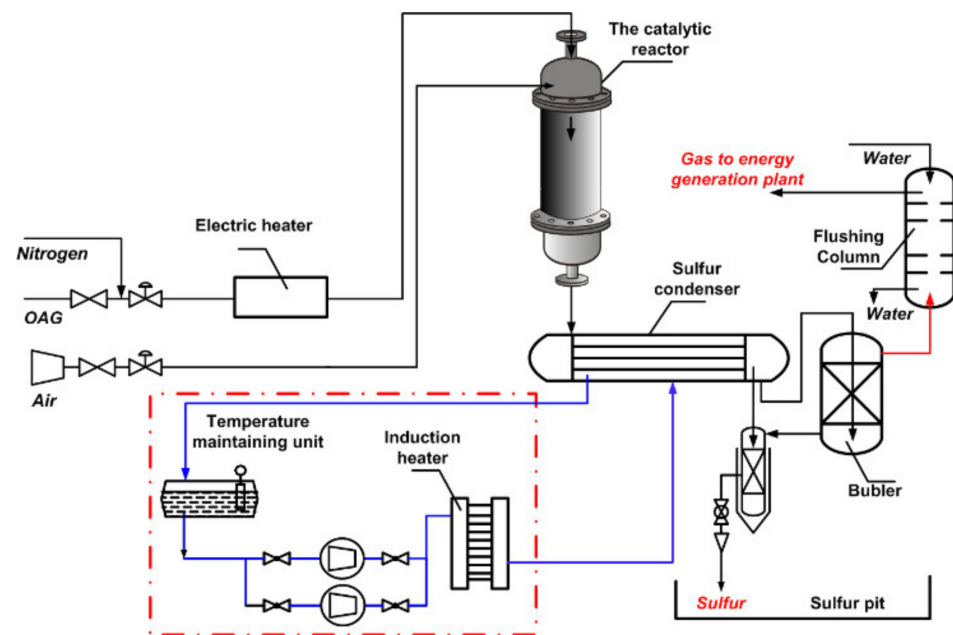 The catalytic
reactor
Water
Gas to energy
generation plant
Electric heater
Nitrogen
Flushing
Column
Sulfur
condenser
OAG
Water
Air
Temperature
maintaining unit
Induction
heater
Bubler
Sulfur
Sulfur pit